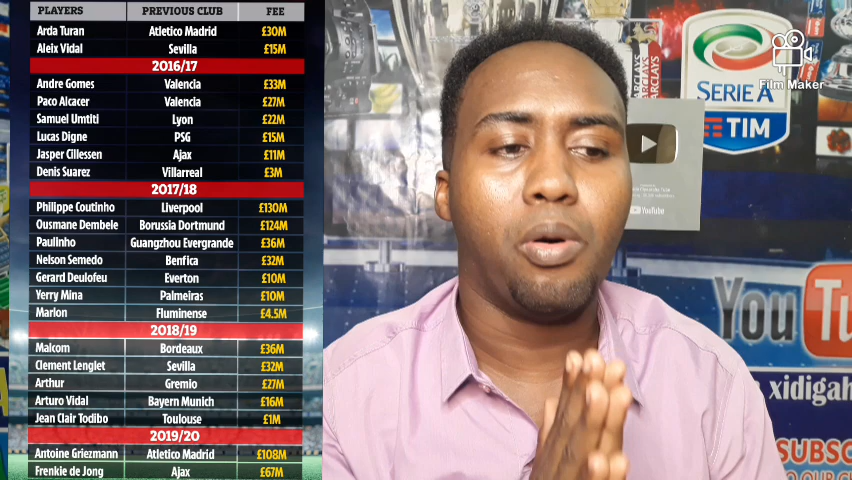 PLAYERS PREVIOUS CLUB FEE
Arda Turan Atletico Madrid £30M
Aleix Vidal Sevilla £15M
2016/17
Andre Gomes Valencia £33M
Paco Alcacer Valencia £27M
Samuel Umtiti Lyon £22M
Lucas Digne PSG £15M
Jasper Cillessen Ajax £11M
Denis Suarez Villarreal £3M
2017/18
Philippe Coutinho Liverpool £130M
Ousmane Dembele Borussia Dortmund £124M
Paulinho Guangzhou Evergrande £36M
Nelson Semedo Benfica £32M
Gerard Deulofeu Everton £10M
Yerry Mina Palmeiras £10M
Marlon Fluminense £4.5M
2018/19
Malcom Bordeaux £36M
Clement Lenglet Sevilla £32M
Arthur Gremio £27M
Arturo Vidal Bayern Munich £16M
Jean Clair Todibo Toulouse £1M
2019/20
Antoine Griezmann Atletico Madrid £108M
Frenkie de Jong Ajax £67M
BARCLAYS
BARCLAYS
SERIE A
TIM
Film Maker
YouTube
You Tu
xidigah
SUBSC
O OUR C